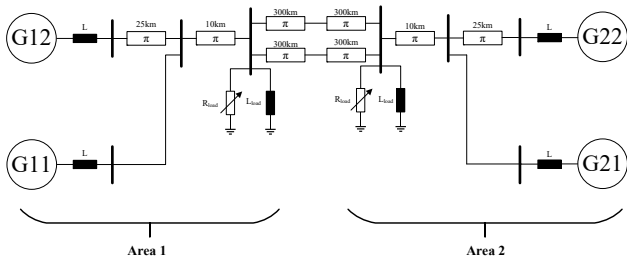 300km 300km
L 25km 10km 10km 25km L
G12 π π π π π π G22
300km 300km
π π
R_load L_load R_load L_load
L L
G11 G21
Area 1 Area 2